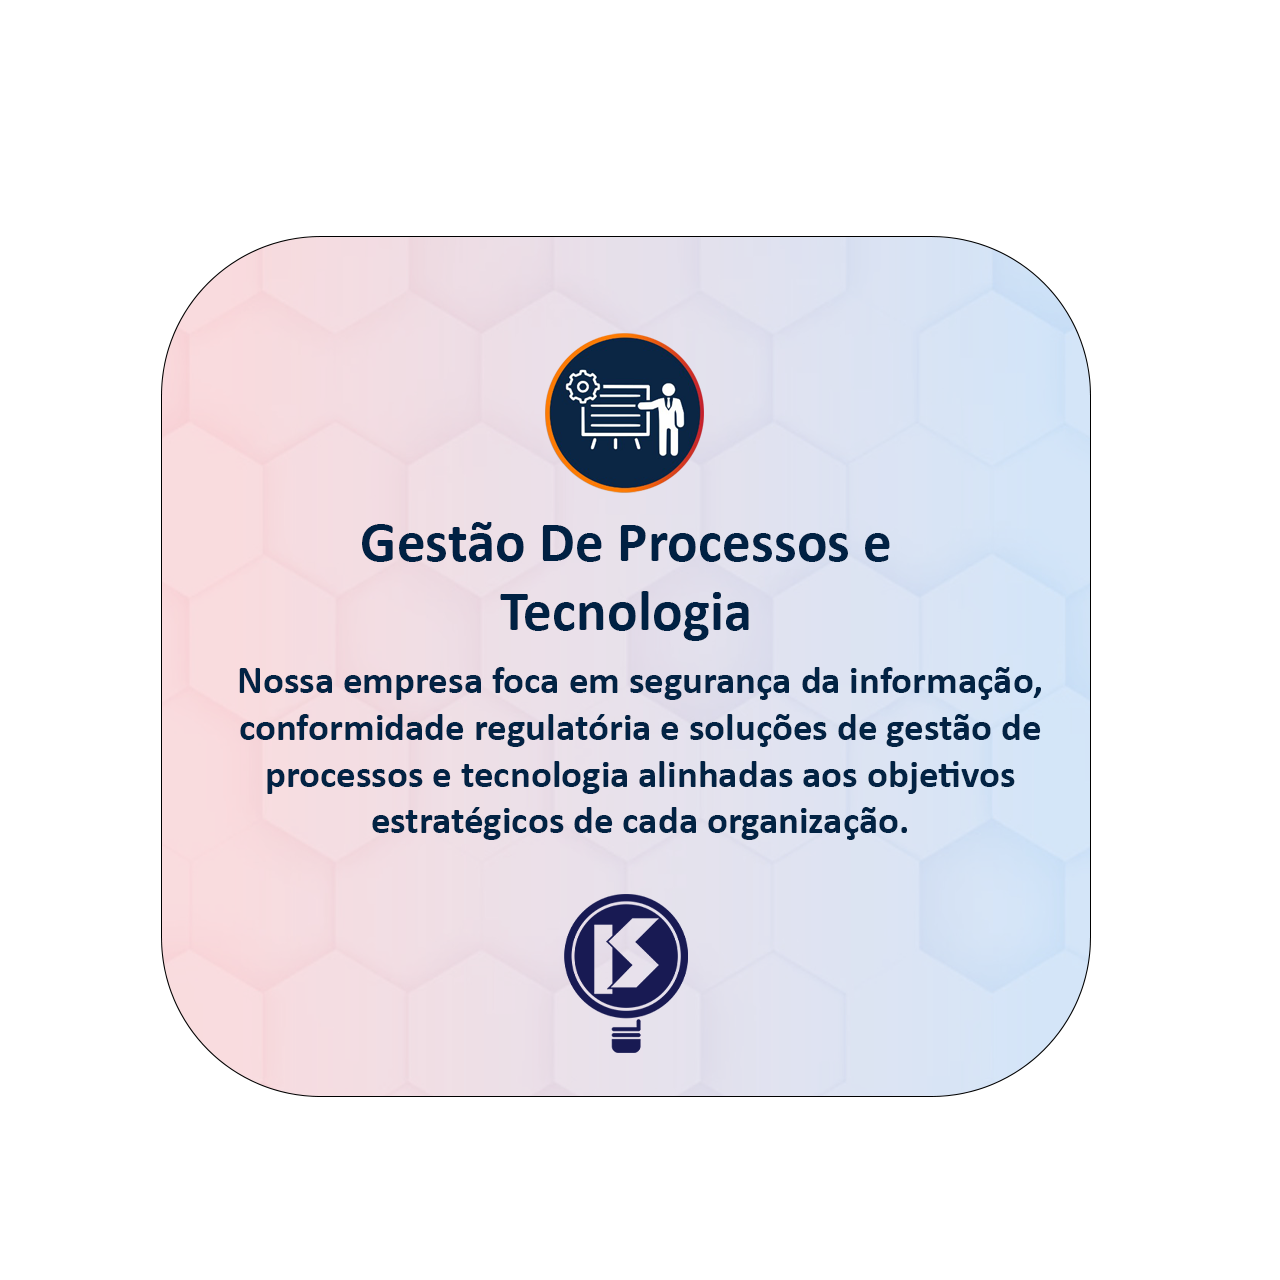 Gestão De Processos e
Tecnologia
Nossa empresa foca em segurança da informação,
conformidade regulatória e soluções de gestão de
processos e tecnologia alinhadas aos objetivos
estratégicos de cada organização.
IS